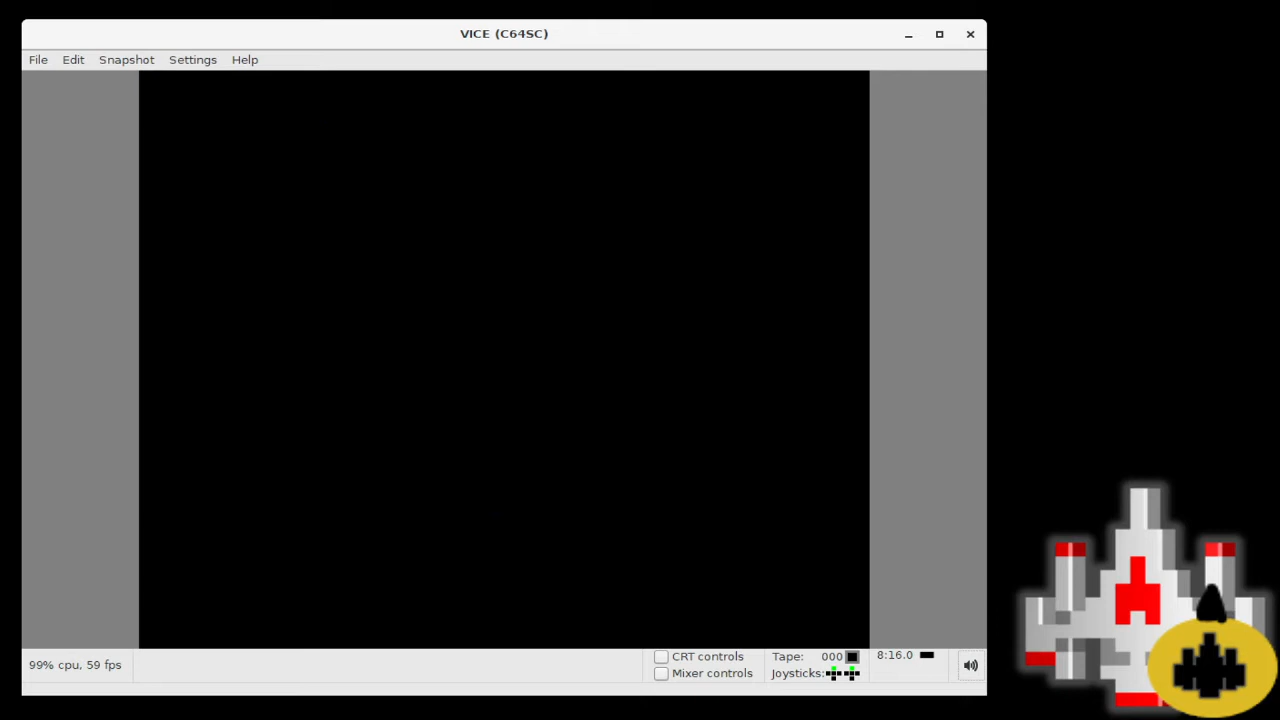 VICE (C64SC)
File Edit Snapshot Settings Help
99% cpu, 59 fps
CRT controls
Mixer controls
Tape: 000
Joysticks:
8:16.0